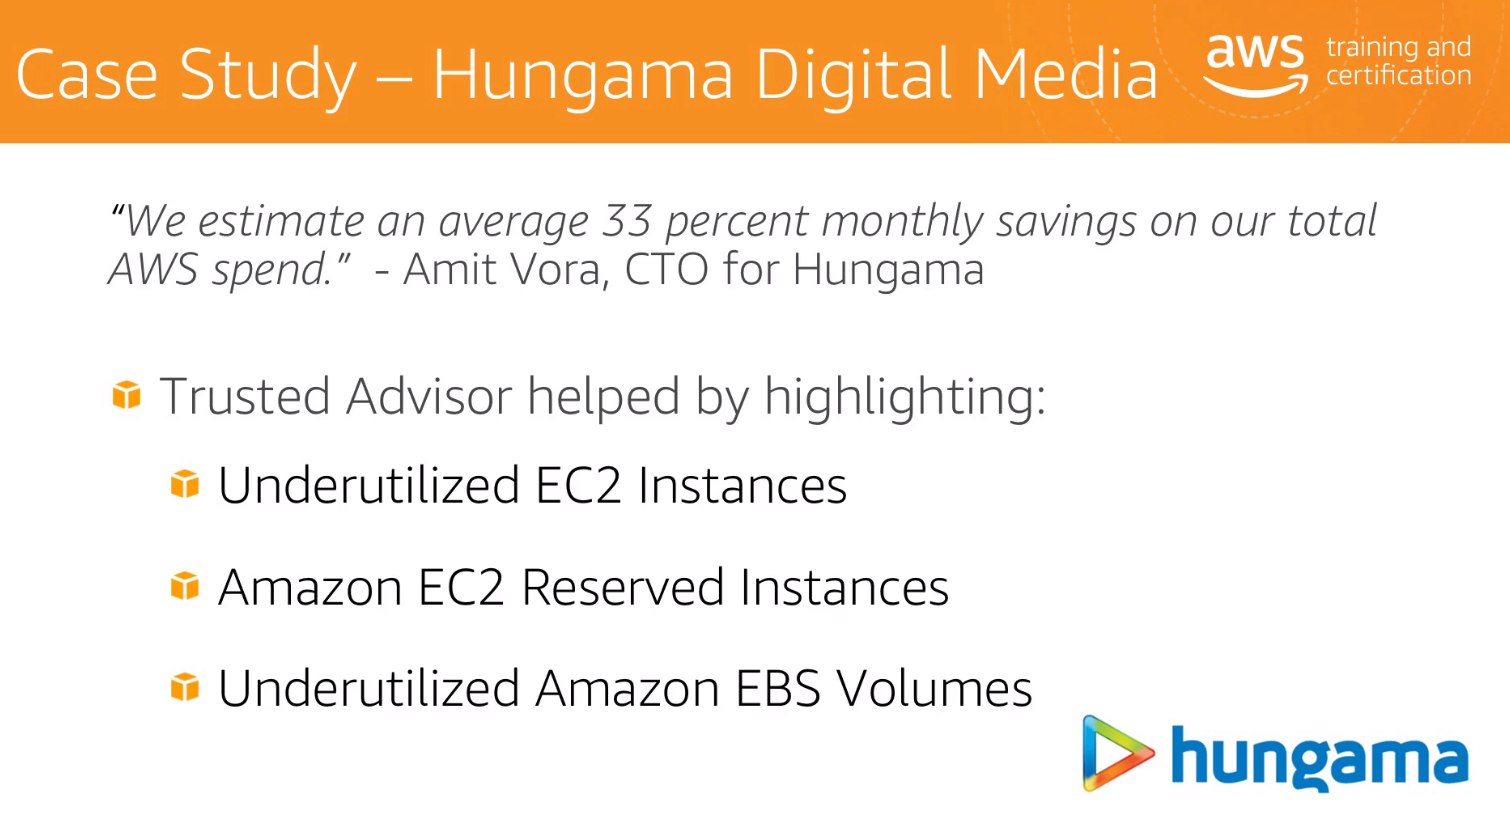 Case Study – Hungama Digital Media
aws training and
certification
“We estimate an average 33 percent monthly savings on our total
AWS spend.” - Amit Vora, CTO for Hungama
Trusted Advisor helped by highlighting:
Underutilized EC2 Instances
Amazon EC2 Reserved Instances
Underutilized Amazon EBS Volumes
hungama